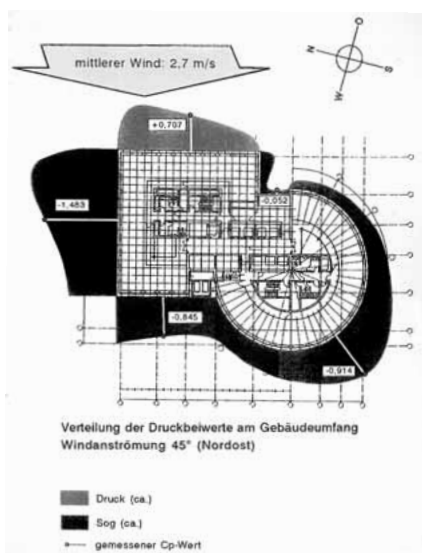 mittlerer Wind: 2,7 m/s
O
N
S
W
+0,707
-1,483
-0,052
-0,845
-0,914
Verteilung der Druckbeiwerte am Gebäudeumfang
Windanströmung 45° (Nordost)
Druck (ca.)
Sog (ca.)
gemessener Cp-Wert